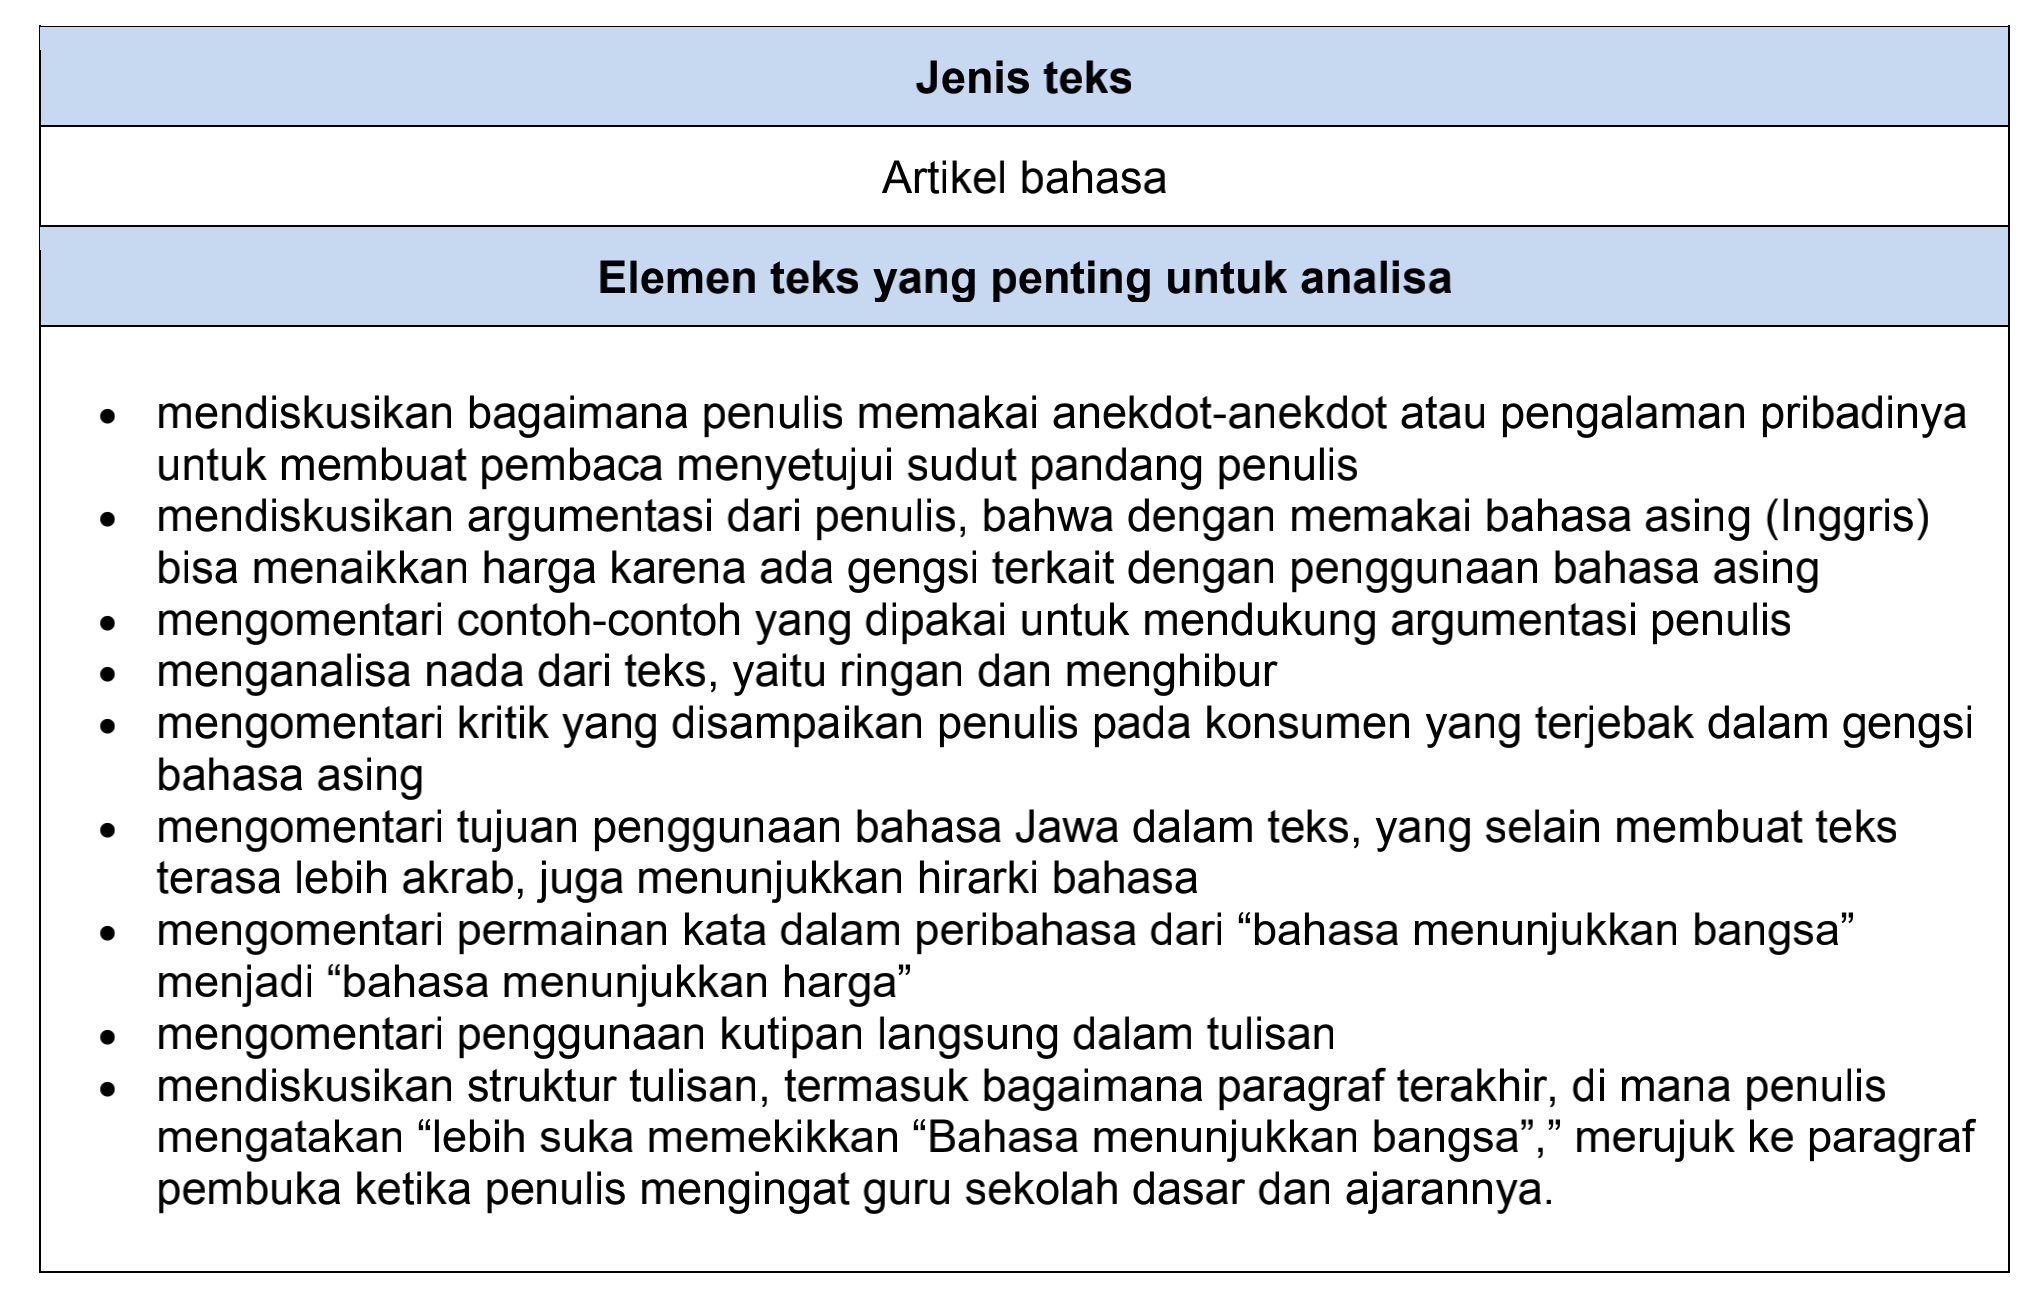 Jenis teks
Artikel bahasa
Elemen teks yang penting untuk analisa
• mendiskusikan bagaimana penulis memakai anekdot-anekdot atau pengalaman pribadinya
untuk membuat pembaca menyetujui sudut pandang penulis
• mendiskusikan argumentasi dari penulis, bahwa dengan memakai bahasa asing (Inggris)
bisa menaikkan harga karena ada gengsi terkait dengan penggunaan bahasa asing
• mengomentari contoh-contoh yang dipakai untuk mendukung argumentasi penulis
• menganalisa nada dari teks, yaitu ringan dan menghibur
• mengomentari kritik yang disampaikan penulis pada konsumen yang terjebak dalam gengsi
bahasa asing
• mengomentari tujuan penggunaan bahasa Jawa dalam teks, yang selain membuat teks
terasa lebih akrab, juga menunjukkan hirarki bahasa
• mengomentari permainan kata dalam peribahasa dari “bahasa menunjukkan bangsa”
menjadi “bahasa menunjukkan harga”
• mengomentari penggunaan kutipan langsung dalam tulisan
• mendiskusikan struktur tulisan, termasuk bagaimana paragraf terakhir, di mana penulis
mengatakan “lebih suka memekikkan “Bahasa menunjukkan bangsa”,” merujuk ke paragraf
pembuka ketika penulis mengingat guru sekolah dasar dan ajarannya.